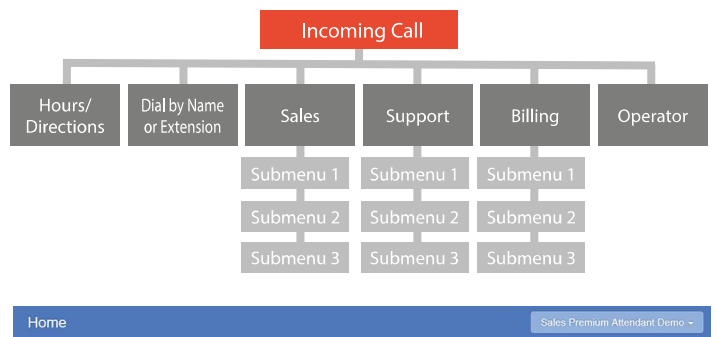 Incoming Call
Hours/
Directions
Dial by Name
or Extension
Sales
Support
Billing
Operator
Submenu 1
Submenu 1
Submenu 1
Submenu 2
Submenu 2
Submenu 2
Submenu 3
Submenu 3
Submenu 3
Home
Sales Premium Attendant Demo